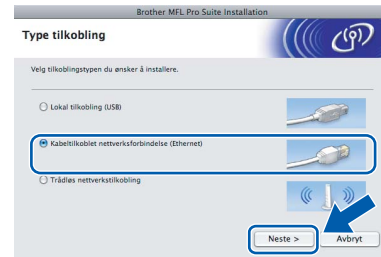 Brother MFL Pro Suite Installation
Type tilkobling
Velg tilkoblingstypen du ønsker å installere.
Lokal tilkobling (USB)
Kabeltilkoblet nettverksforbindelse (Ethernet)
Trådløs nettverkstilkobling
Neste > Avbryt